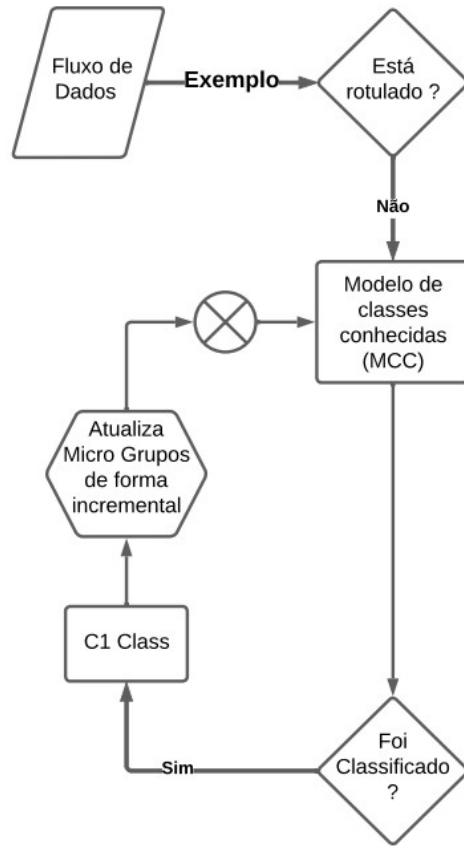 Fluxo de
Dados
Exemplo
Está
rotulado ?
Não
Modelo de
classes
conhecidas
(MCC)
Atualiza
Micro Grupos
de forma
incremental
C1 Class
Foi
Classificado
?
Sim